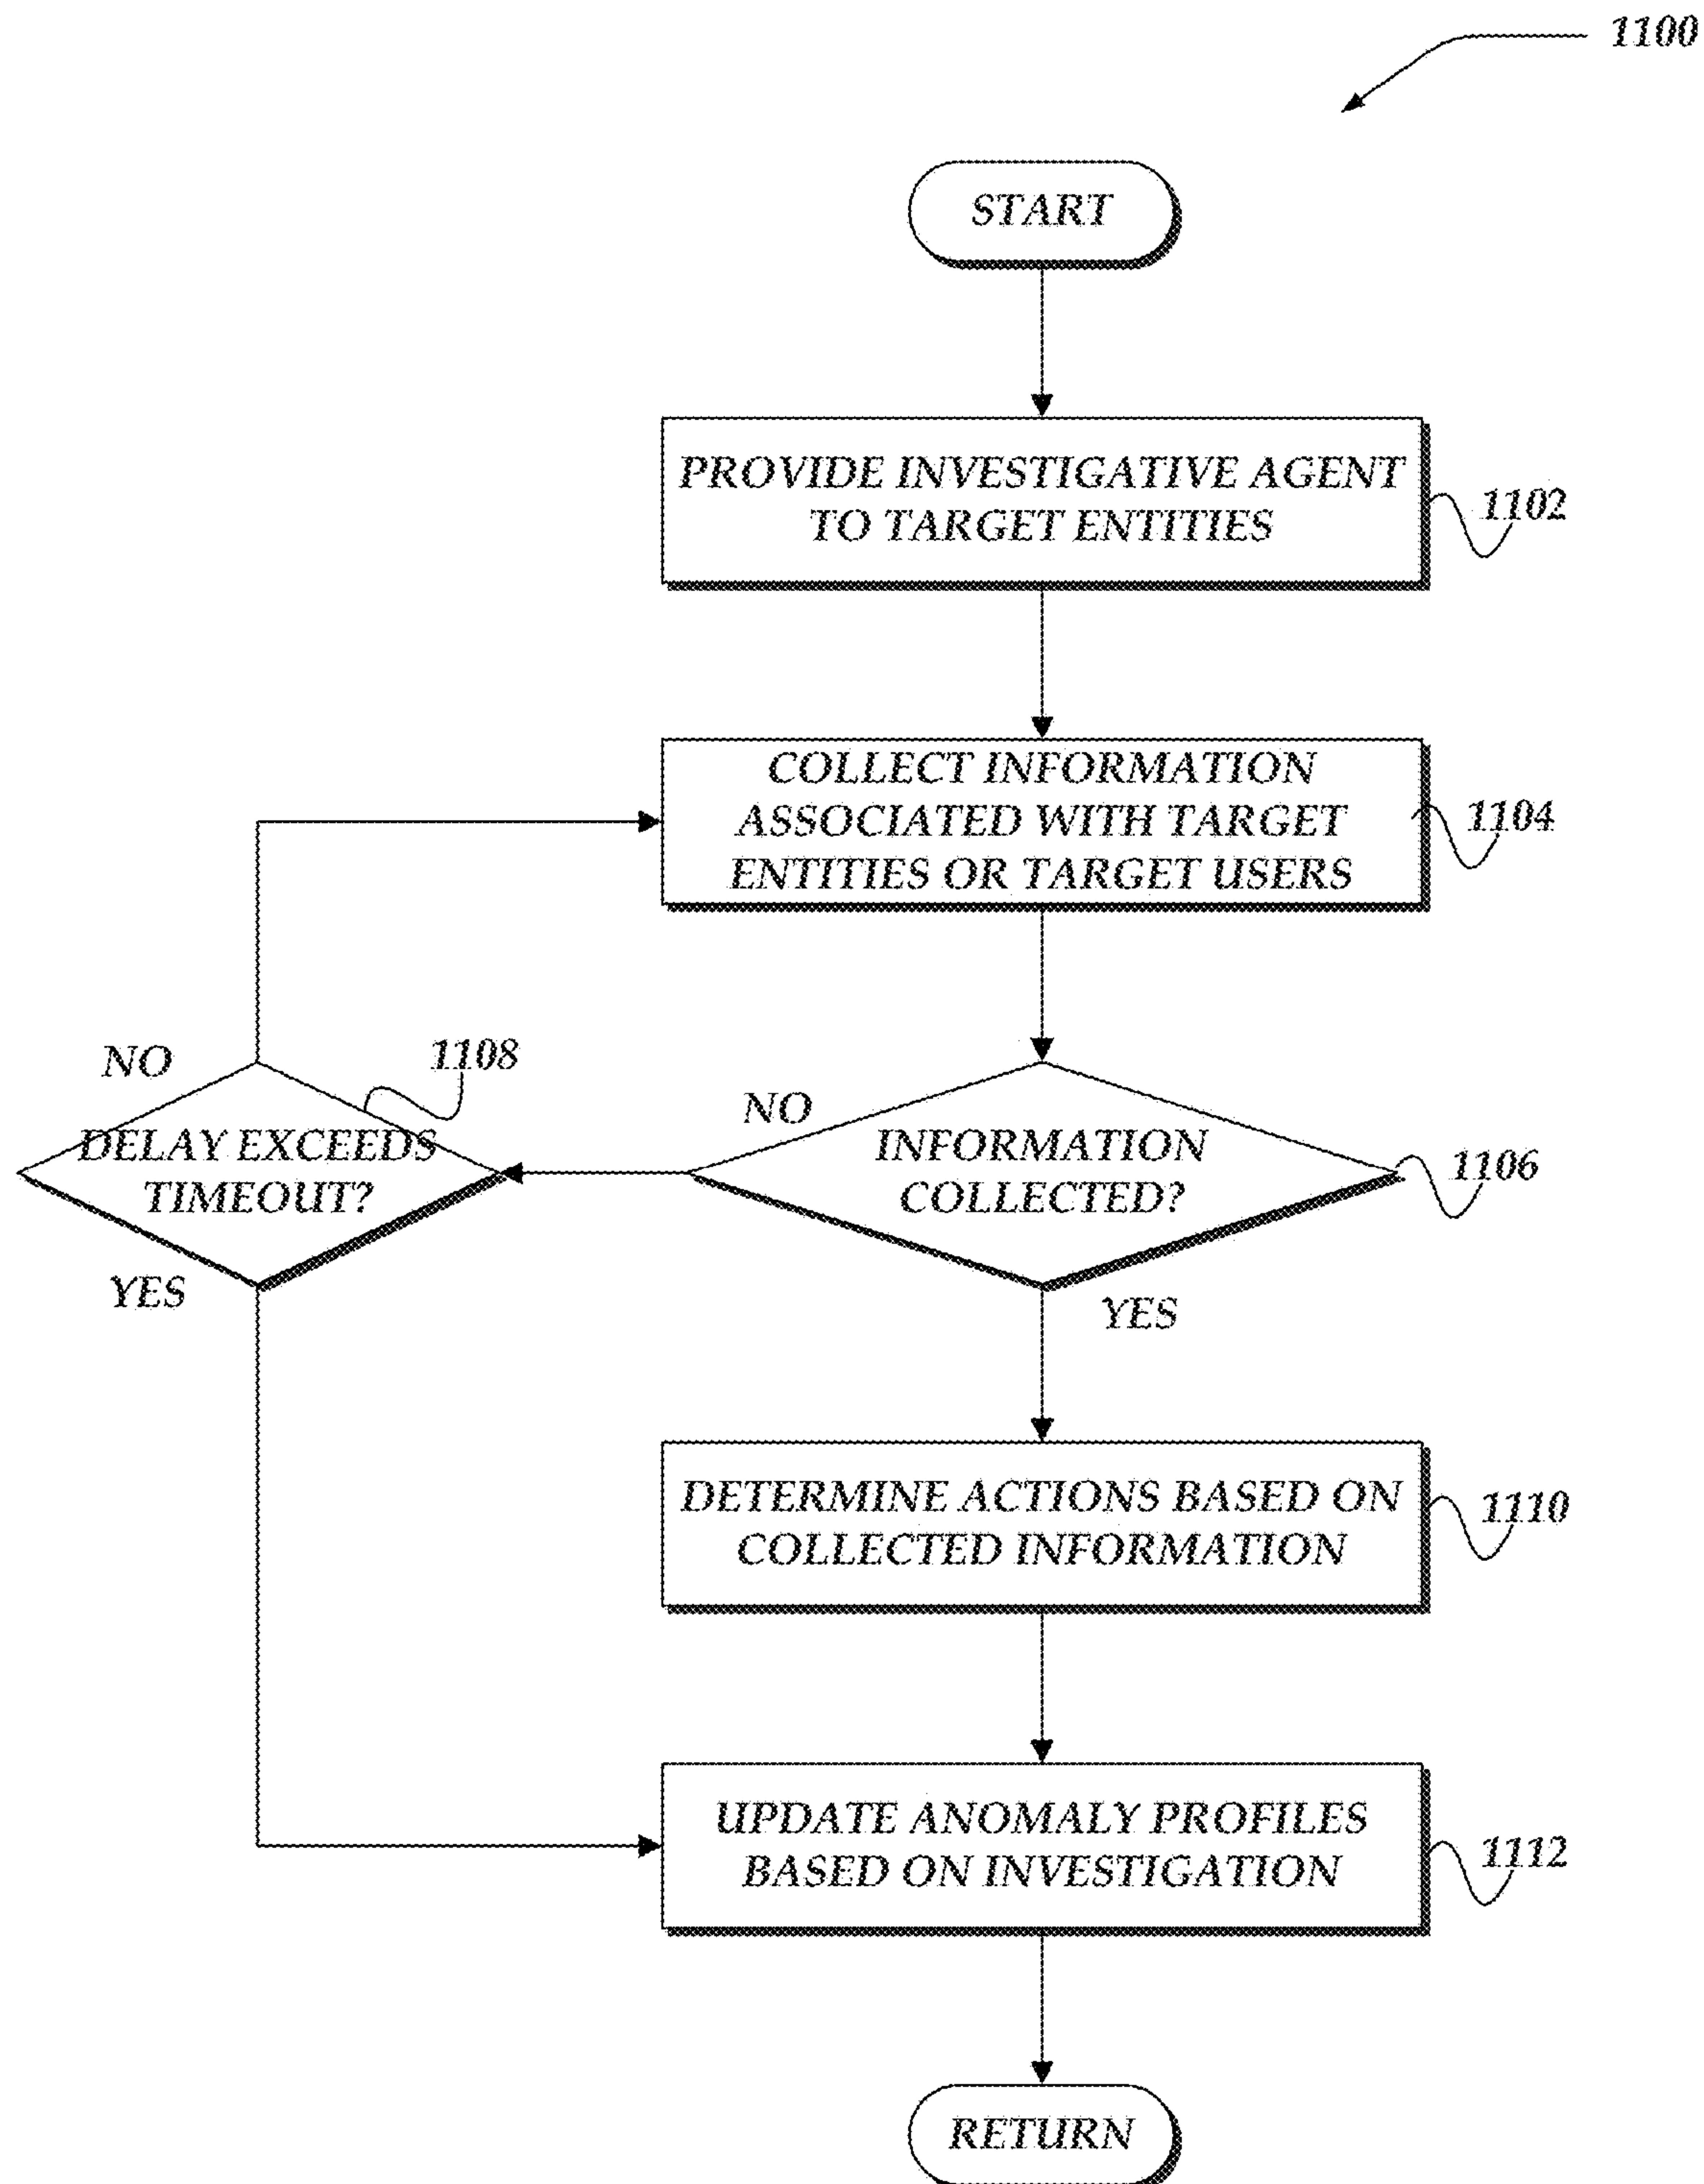 1100
START
PROVIDE INVESTIGATIVE AGENT
TO TARGET ENTITIES
1102
COLLECT INFORMATION
ASSOCIATED WITH TARGET
ENTITIES OR TARGET USERS
1104
NO
1108
DELAY EXCEEDS
TIMEOUT?
YES
NO
INFORMATION
COLLECTED?
1106
YES
DETERMINE ACTIONS BASED ON
COLLECTED INFORMATION
1110
UPDATE ANOMALY PROFILES
BASED ON INVESTIGATION
1112
RETURN